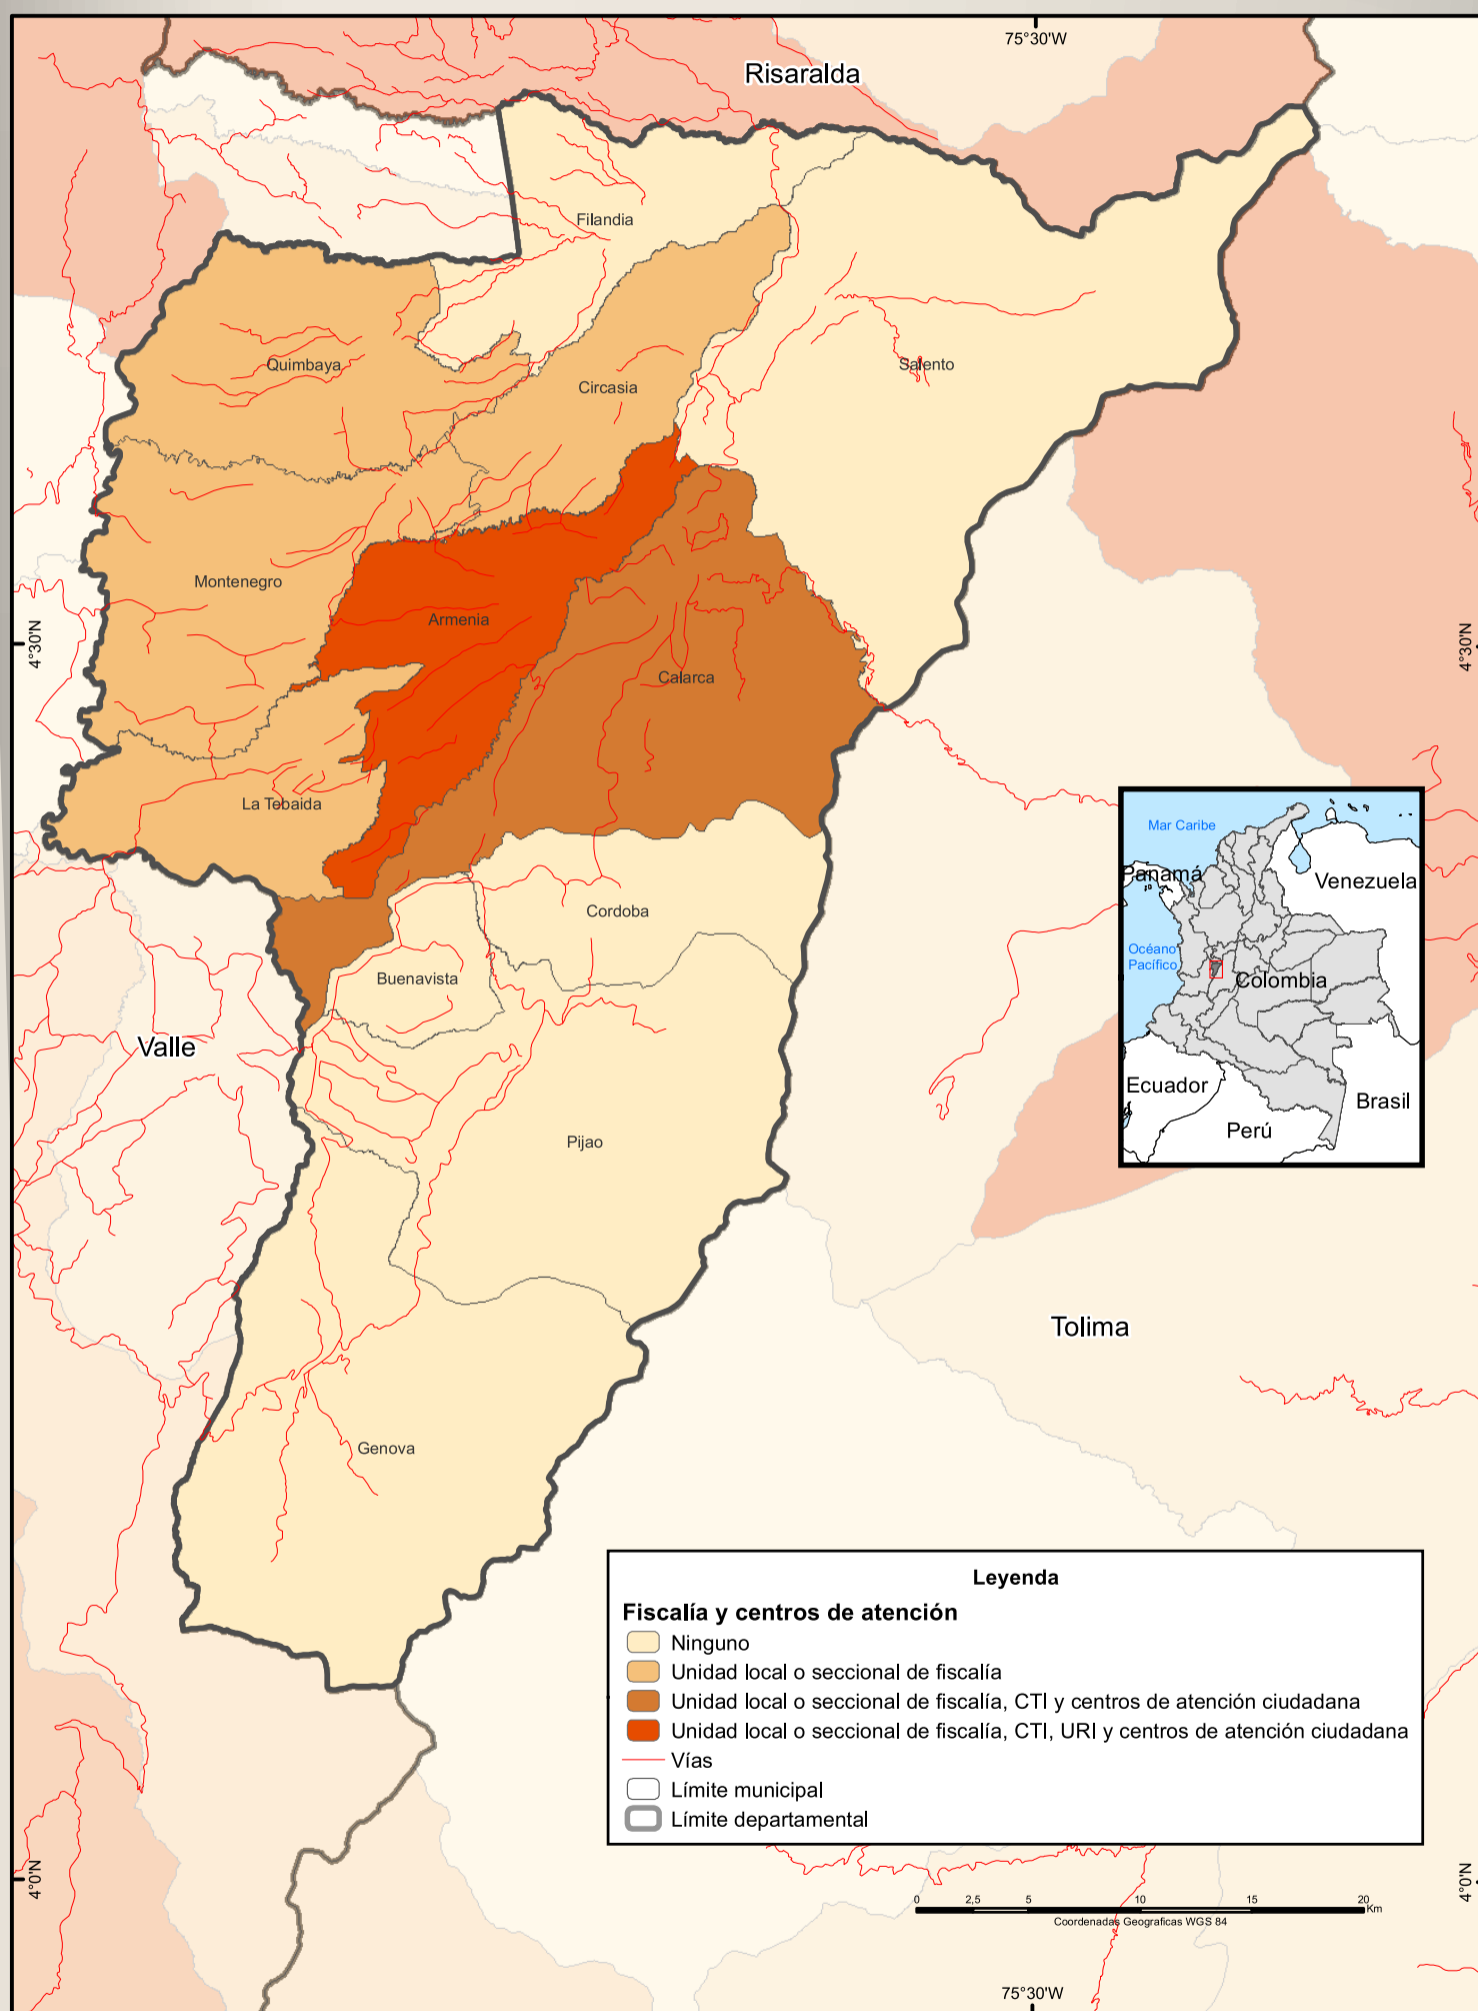 75°30'W
Risaralda
Filandia
Quimbaya
Circasia
Salento
Montenegro
Armenia
4°30'N
4°30'N
Calarca
La Tebaida
Mar Caribe
Panamá
Venezuela
Cordoba
Océano
Pacífico
Buenavista
Colombia
Valle
Ecuador
Brasil
Perú
Pijao
Tolima
Genova
Leyenda
Fiscalía y centros de atención
Ninguno
Unidad local o seccional de fiscalía
Unidad local o seccional de fiscalía, CTI y centros de atención ciudadana
Unidad local o seccional de fiscalía, CTI, URI y centros de atención ciudadana
Vías
Límite municipal
Límite departamental
4°0'N
4°0'N
0 2,5 5 10 15 20
Km
Coordenadas Geograficas WGS 84
75°30'W